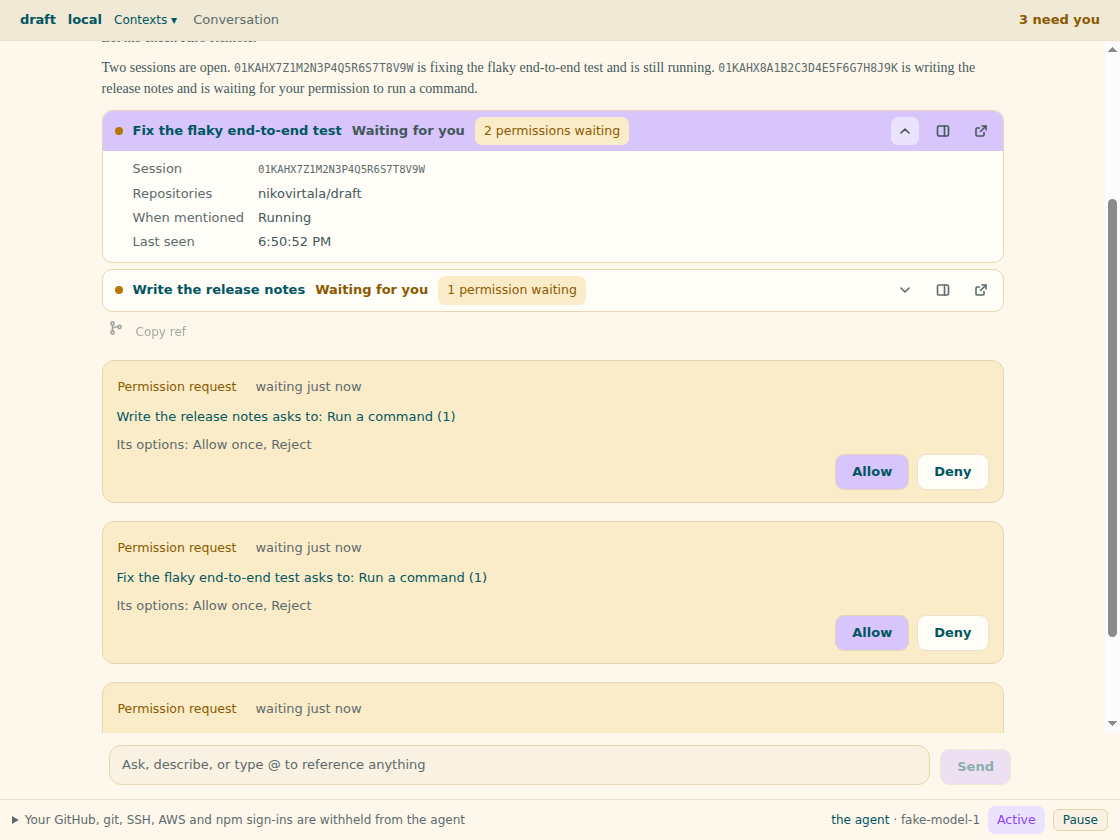 draft local Contexts ▾ Conversation 3 need you
Two sessions are open. 01KAHX7Z1M2N3P4Q5R6S7T8V9W is fixing the flaky end-to-end test and is still running. 01KAHX8A1B2C3D4E5F6G7H8J9K is writing the
release notes and is waiting for your permission to run a command.
Fix the flaky end-to-end test Waiting for you 2 permissions waiting
Session 01KAHX7Z1M2N3P4Q5R6S7T8V9W
Repositories nikovirtala/draft
When mentioned Running
Last seen 6:50:52 PM
Write the release notes Waiting for you 1 permission waiting
Copy ref
Permission request waiting just now
Write the release notes asks to: Run a command (1)
Its options: Allow once, Reject
Allow Deny
Permission request waiting just now
Fix the flaky end-to-end test asks to: Run a command (1)
Its options: Allow once, Reject
Allow Deny
Permission request waiting just now
Ask, describe, or type @ to reference anything Send
Your GitHub, git, SSH, AWS and npm sign-ins are withheld from the agent the agent · fake-model-1 Active Pause